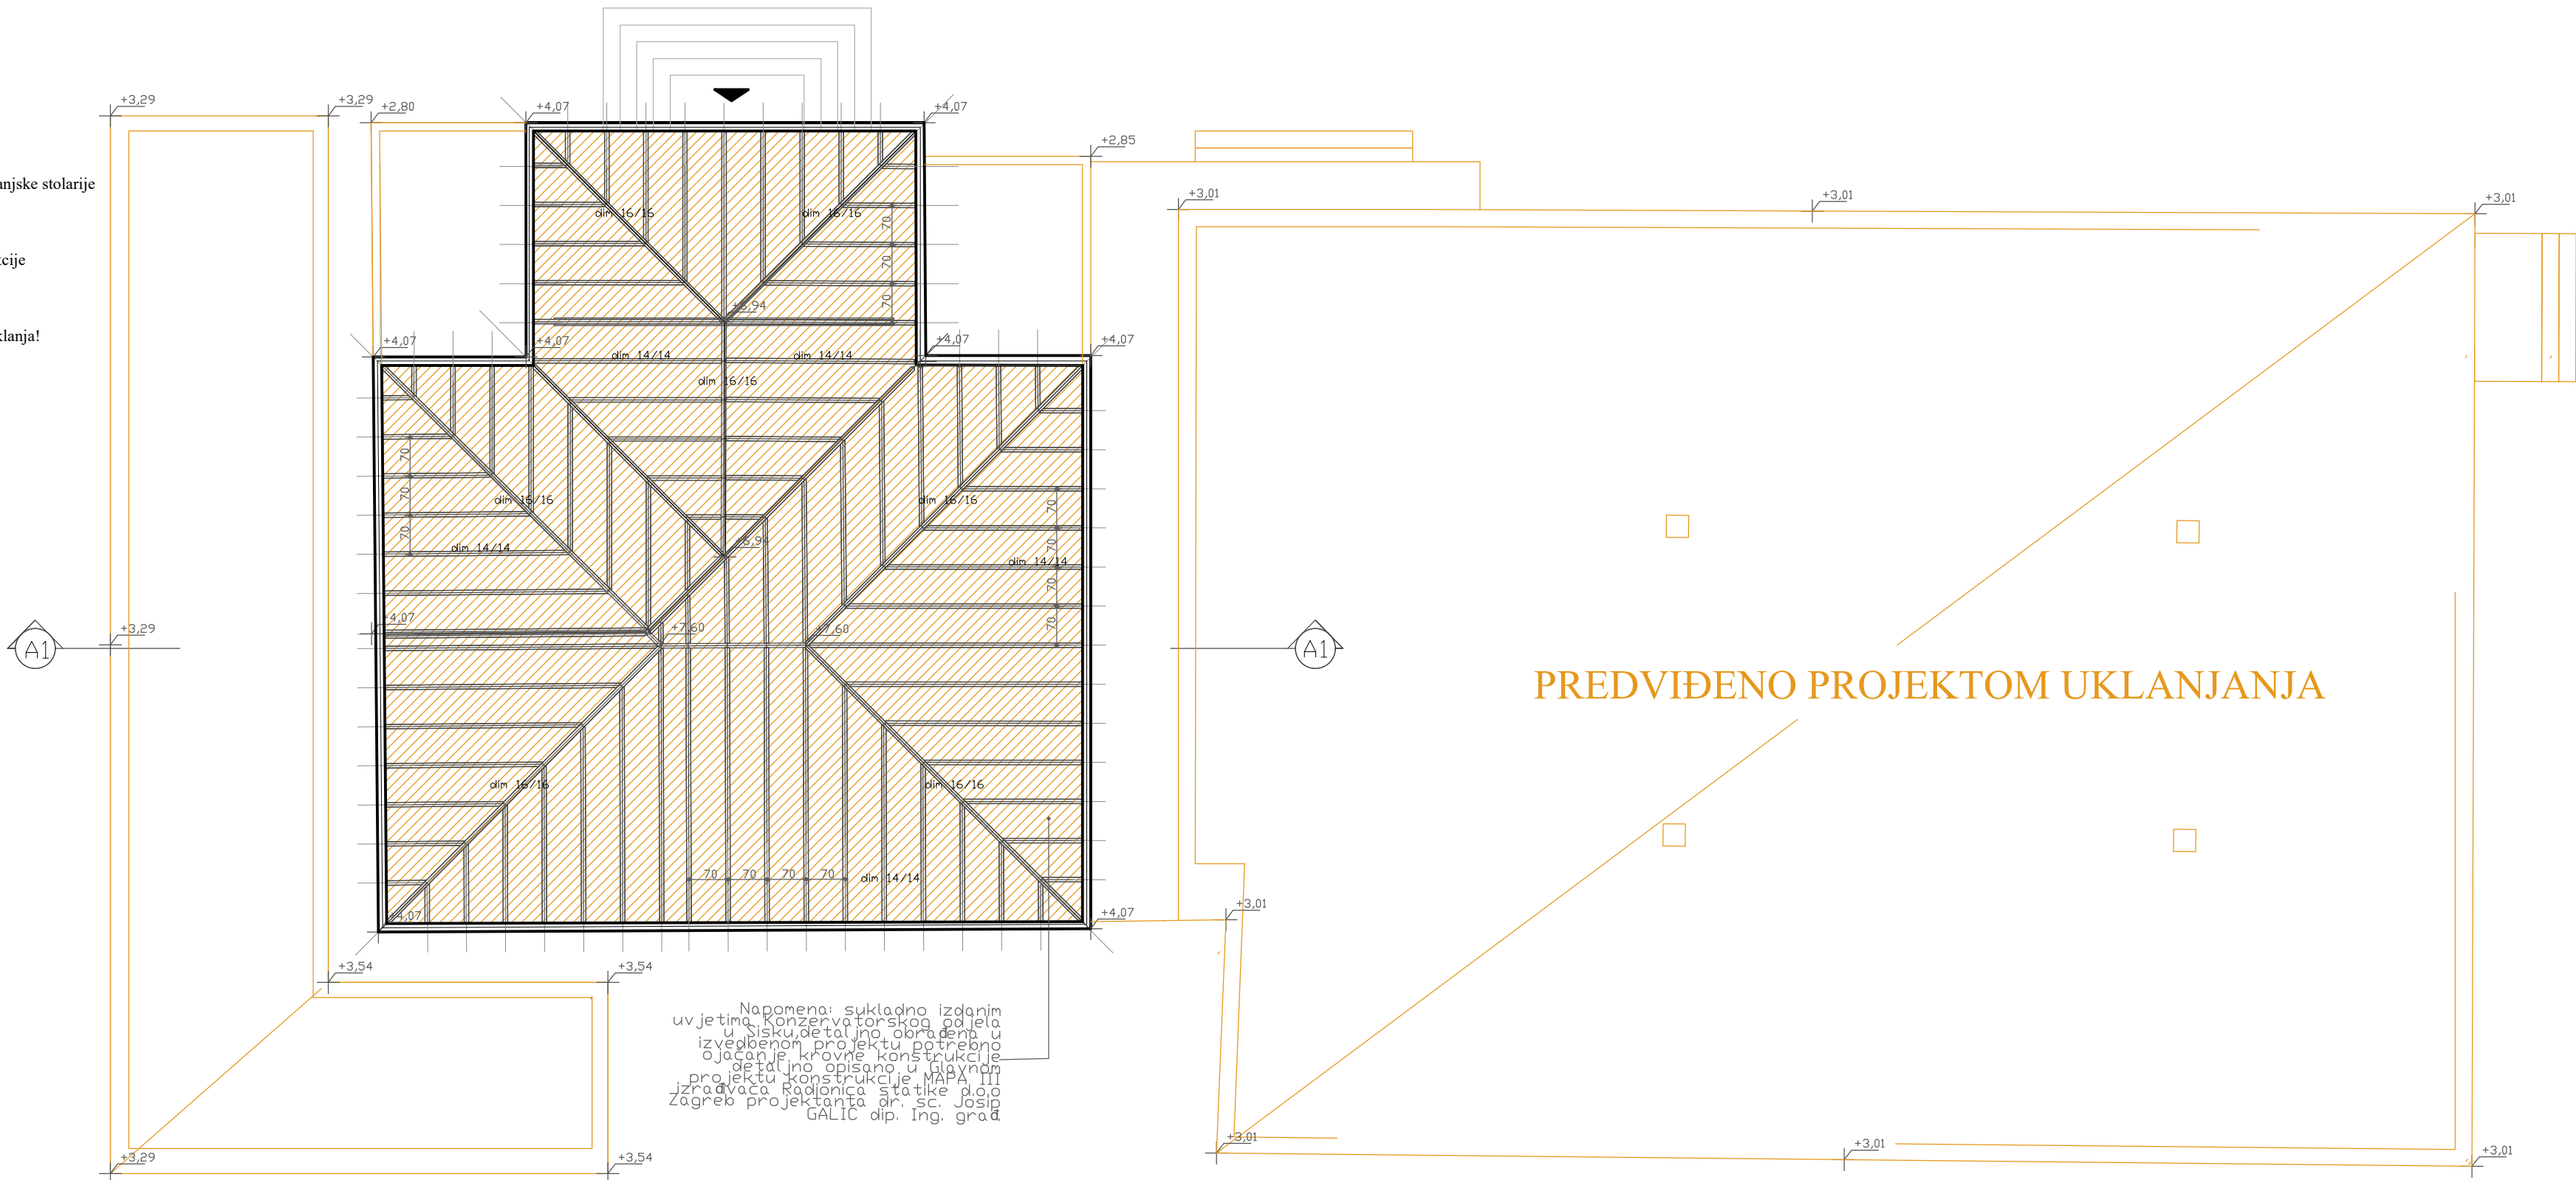 +3,29
+3,29
+2,80
+4,07
+4,07
+2,85
anjske stolarije
+3,01
+3,01
+3,01
dim 16/16
dim 16/16
70
cije
70
+6,94
70
klanja!
+4,07
+4,07
+4,07
+4,07
dim 14/14
dim 14/14
dim 16/16
70
70
dim 16/16
dim 16/16
70
70
dim 14/14
+6,94
70
dim 14/14
70
+4,07
70
+3,29
+7,60
+7,60
A1
A1
PREDVIĐENO PROJEKTOM UKLANJANJA
dim 16/16
dim 16/16
70
70
70
70
dim 14/14
+4,07
+4,07
+3,01
+3,54
+3,54
Napomena: sukladno izdanim
uvjetima Konzervatorskog odjela
u Sisku,detaljno obrađena u
izvedbenom projektu potrebno
ojačanje krovne konstrukcije
detaljno opisano u Glavnom
projektu konstrukcije MAPA III
izrađivača Radionica statike d.o.o
Zagreb projektanta dr. sc. Josip
GALIĆ dip. Ing. građ.
+3,29
+3,54
+3,01
+3,01
+3,01